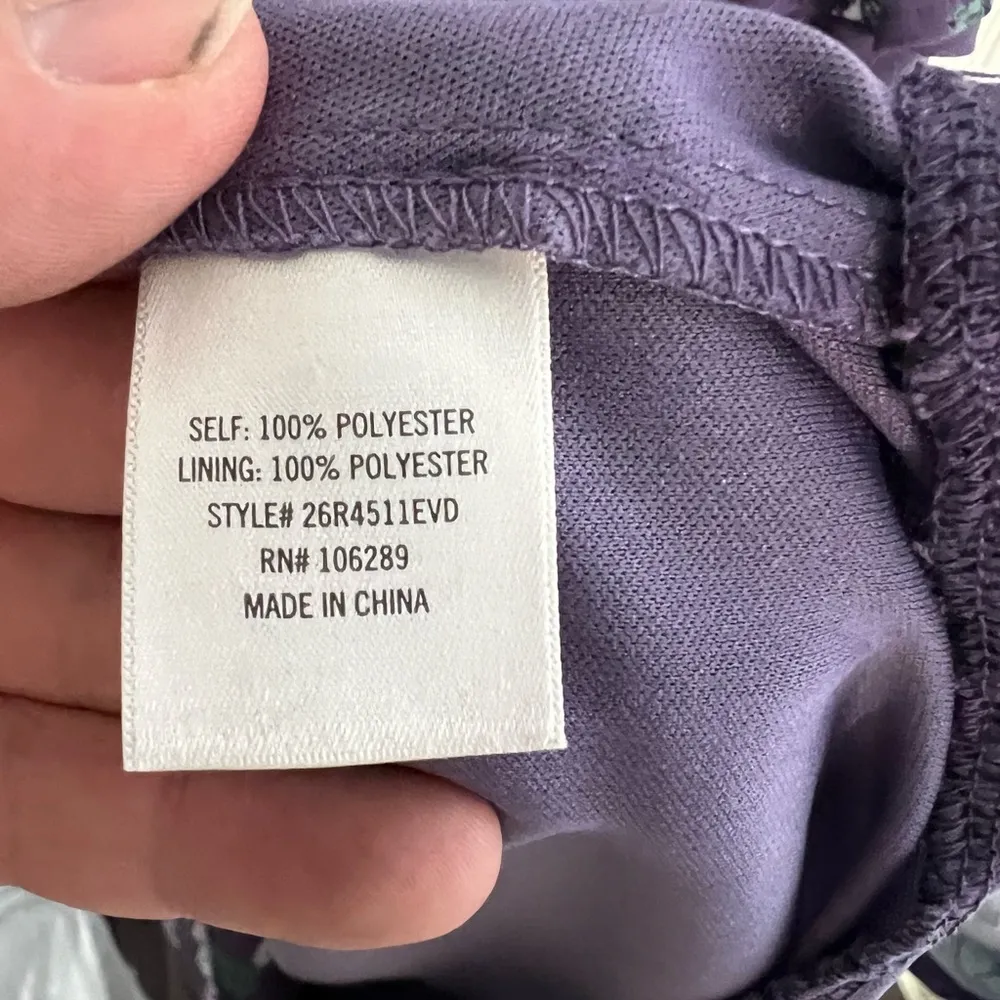 SELF: 100% POLYESTER
LINING: 100% POLYESTER
STYLE# 26R4511EVD
RN# 106289
MADE IN CHINA